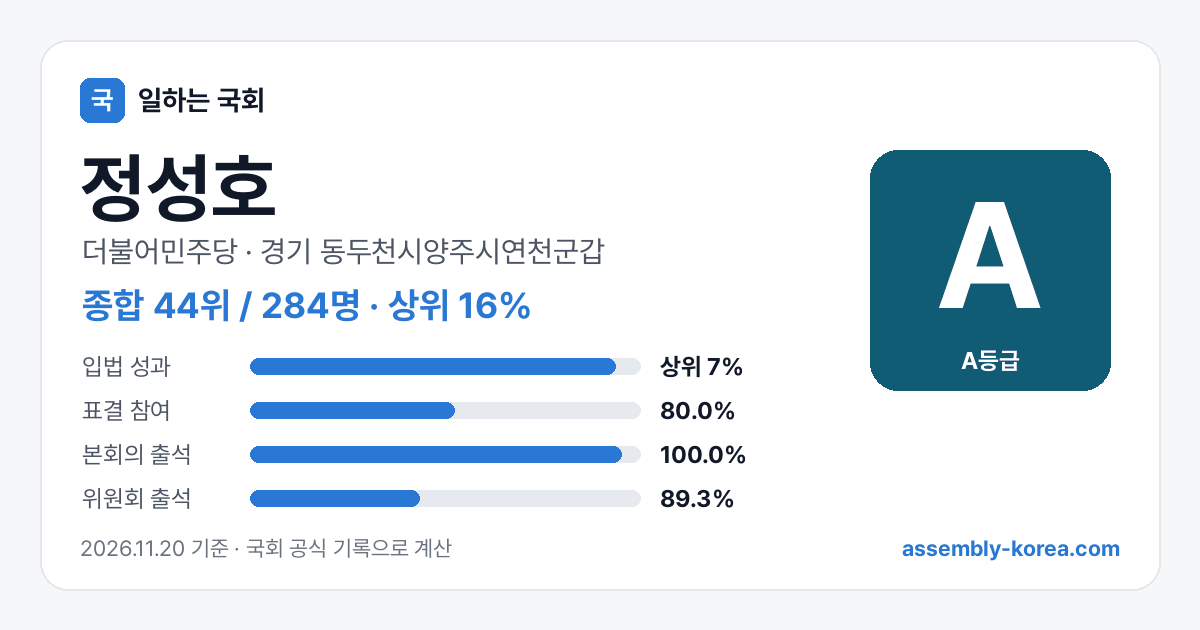 국 일하는 국회
정성호
더불어민주당 · 경기 동두천시양주시연천군갑
종합 44위 / 284명 · 상위 16%
입법 성과 상위 7%
표결 참여 80.0%
본회의 출석 100.0%
위원회 출석 89.3%
A
A등급
2026.11.20 기준 · 국회 공식 기록으로 계산
assembly-korea.com